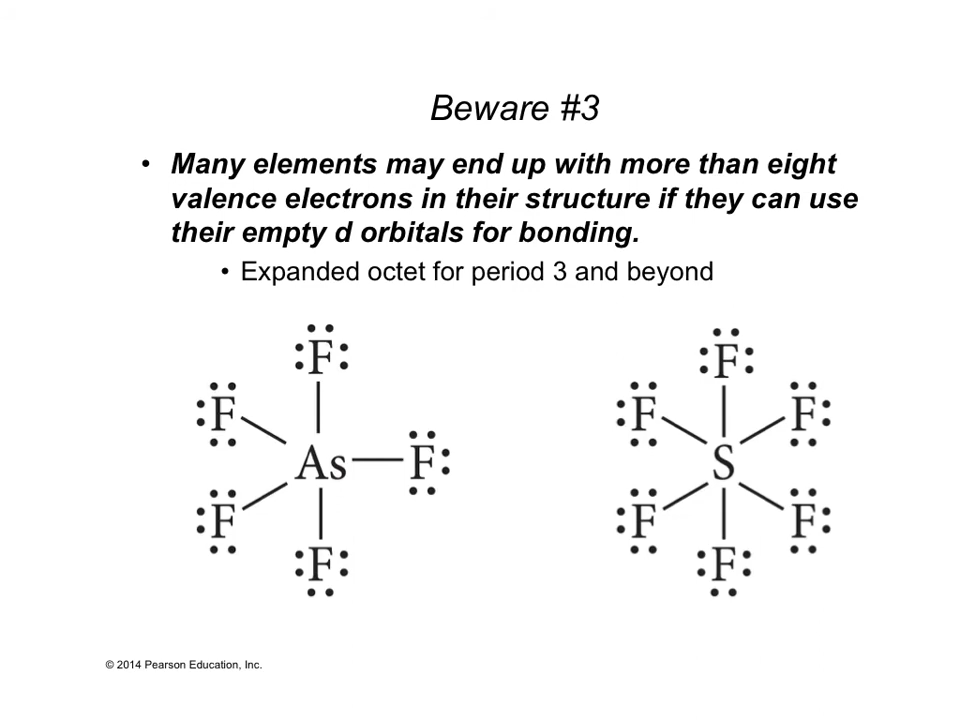 Beware #3
• Many elements may end up with more than eight
valence electrons in their structure if they can use
their empty d orbitals for bonding.
• Expanded octet for period 3 and beyond
F F
F F F
As F S
F F F
F F
© 2014 Pearson Education, Inc.